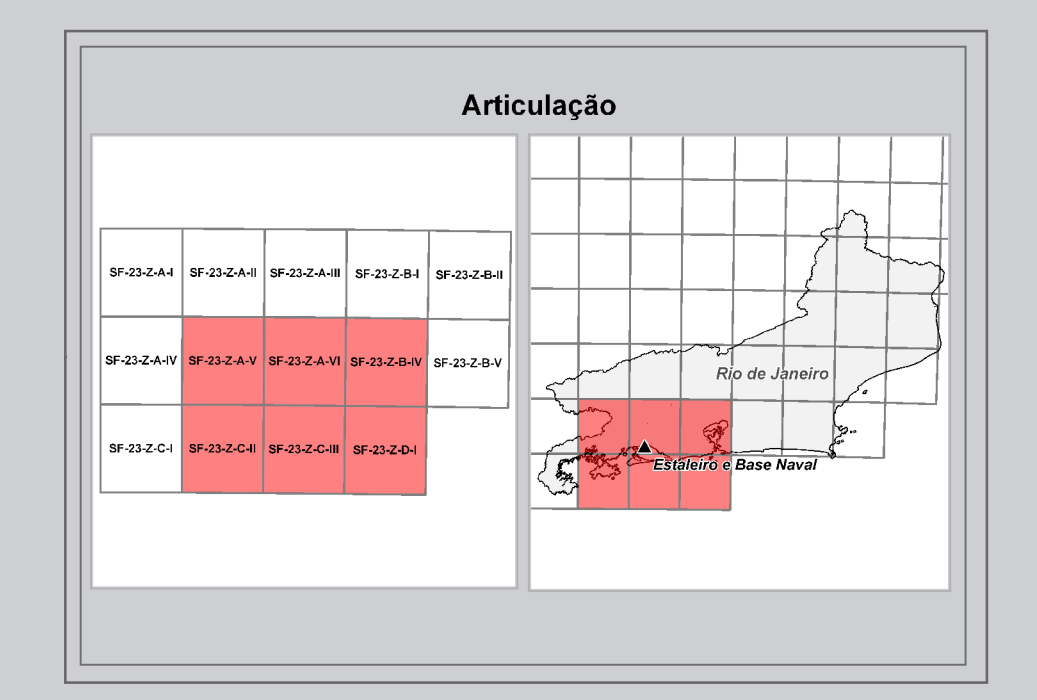 Articulação
SF-23-Z-A-I SF-23-Z-A-II SF-23-Z-A-III SF-23-Z-B-I SF-23-Z-B-II
SF-23-Z-A-IV SF-23-Z-A-V SF-23-Z-A-VI SF-23-Z-B-IV SF-23-Z-B-V
SF-23-Z-C-I SF-23-Z-C-II SF-23-Z-C-III SF-23-Z-D-I
Rio de Janeiro
Estaleiro e Base Naval